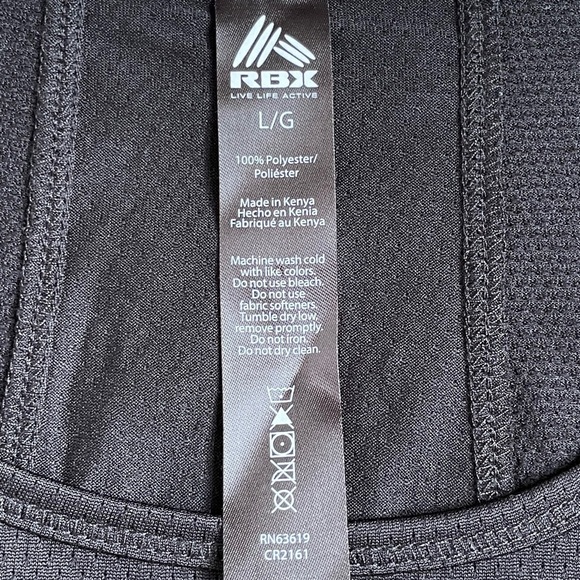 RBX
LIVE LIFE ACTIVE
L/G
100% Polyester/
Poliéster
Made in Kenya
Hecho en Kenia
Fabriqué au Kenya
Machine wash cold
with like colors.
Do not use bleach.
Do not use
fabric softeners.
Tumble dry low,
remove promptly.
Do not iron.
Do not dry clean.
RN63619
CR2161